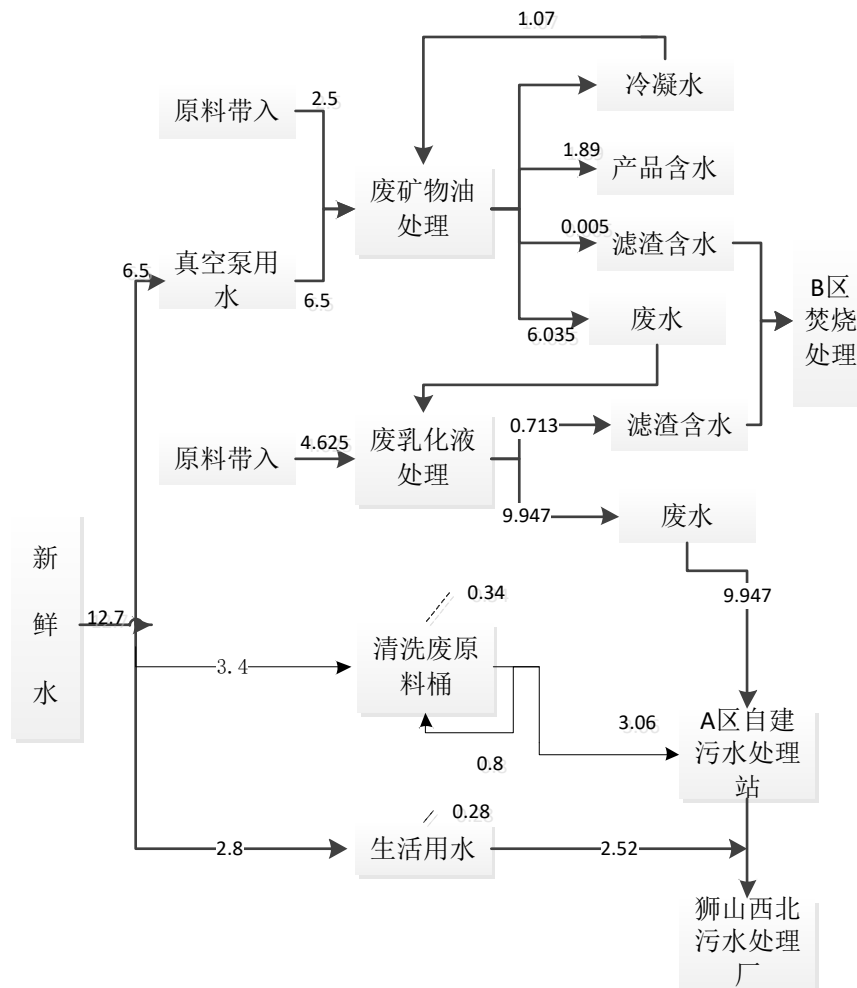 1.07
冷凝水
原料带入
2.5
1.89
产品含水
废矿物油
处理
0.005
滤渣含水
6.5
真空泵用
水
6.5
B区
焚烧
处理
6.035
废水
原料带入
4.625
废乳化液
处理
0.713
滤渣含水
9.947
废水
新
鲜
水
12.7
9.947
0.34
3.4
清洗废原
料桶
3.06
0.8
A区自建
污水处理
站
0.28
2.8
生活用水
2.52
狮山西北
污水处理
厂